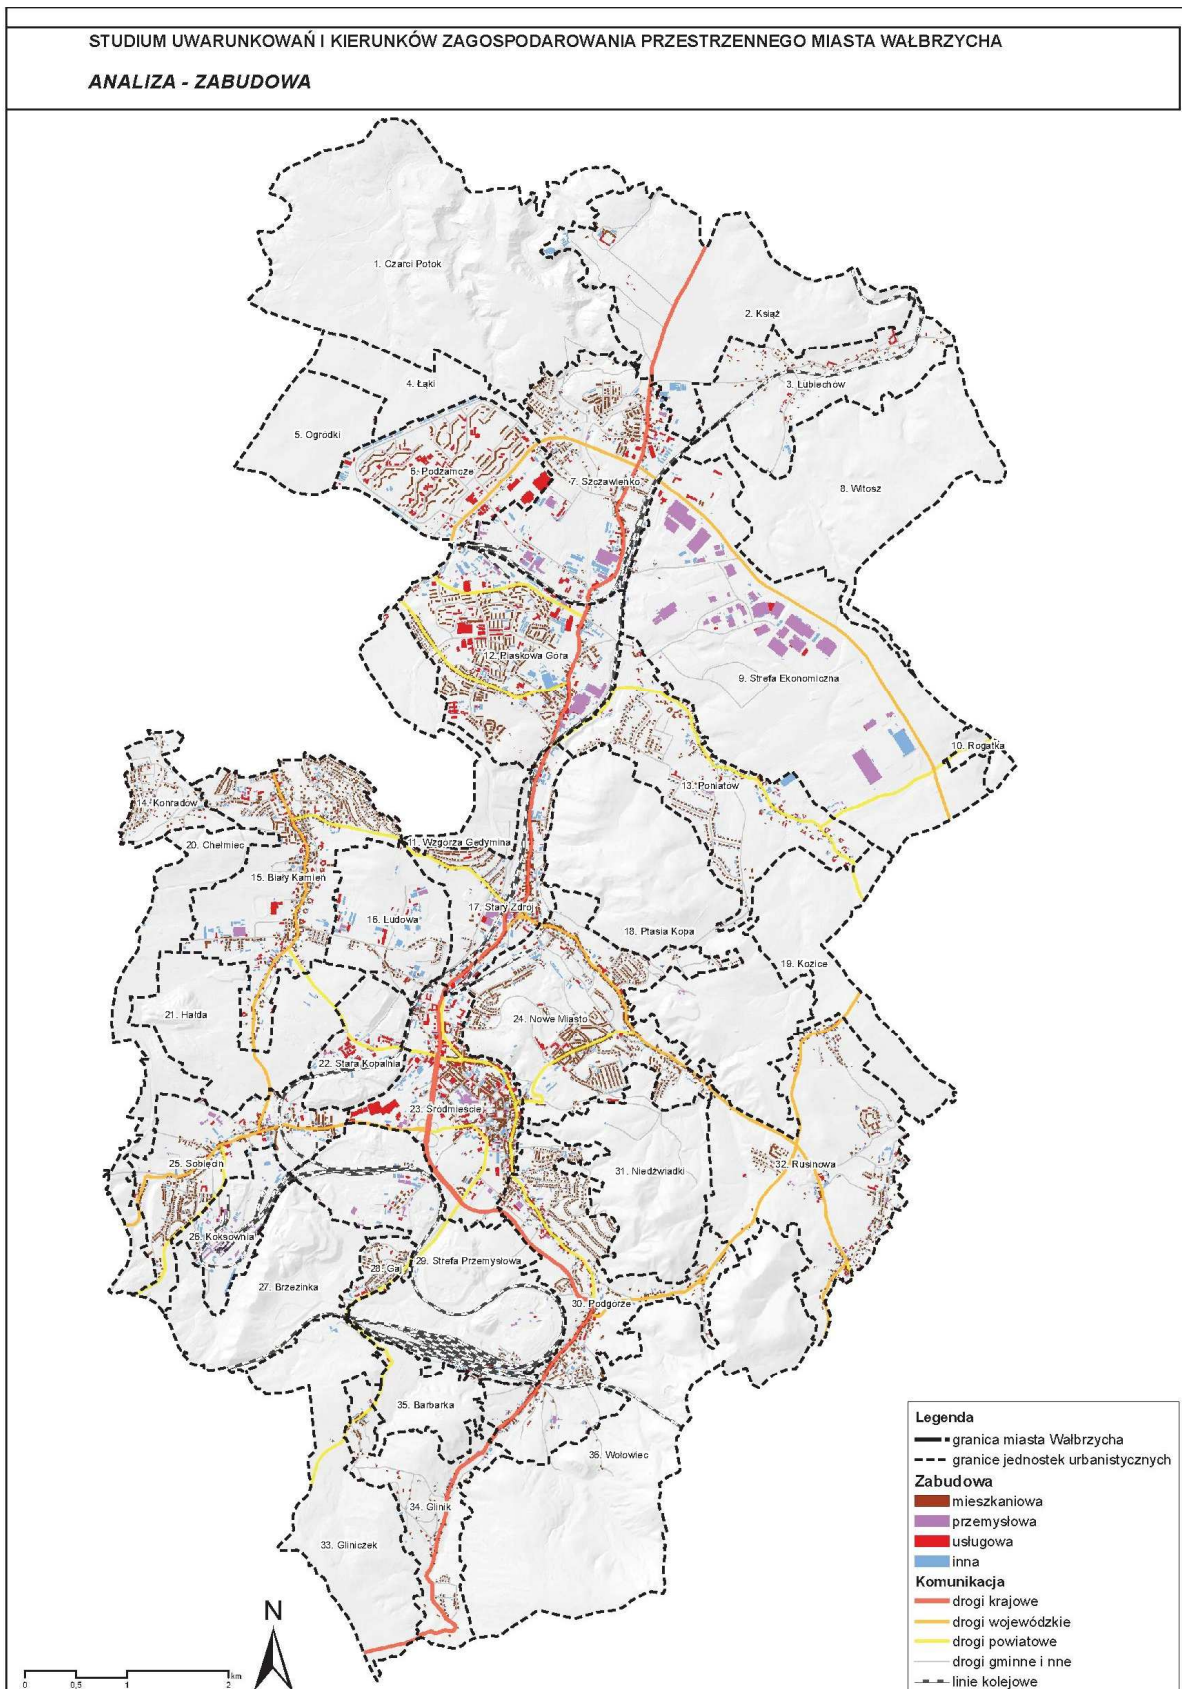 STUDIUM UWARUNKOWAŃ I KIERUNKÓW ZAGOSPODAROWANIA PRZESTRZENNEGO MIASTA WAŁBRZYCHA
ANALIZA - ZABUDOWA
1. Czarci Potok
2. Książ
3. Lubiechów
4. Łąki
5. Ogródki
6. Podzamcze
7. Szczawienko
8. Witosz
9. Strefa Ekonomiczna
10. Rogatka
12. Piaskowa Góra
13. Poniatów
14. Konradów
11. Wzgórza Gedymina
20. Chełmiec
15. Biały Kamień
16. Ludowa
17. Stary Zdrój
18. Ptasia Kopa
19. Kozice
21. Hałda
24. Nowe Miasto
22. Stara Kopalnia
23. Śródmieście
25. Sobięcin
31. Niedźwiadki
32. Rusinowa
26. Koksownia
27. Brzezinka
28. Gaj
29. Strefa Przemysłowa
30. Podgórze
35. Barbarka
36. Wołowiec
34. Glinik
33. Gliniczek
Legenda
granica miasta Wałbrzycha
granice jednostek urbanistycznych
Zabudowa
mieszkaniowa
przemysłowa
usługowa
inna
Komunikacja
drogi krajowe
drogi wojewódzkie
drogi powiatowe
drogi gminne i nne
linie kolejowe
N
km
0 0,5 1 2